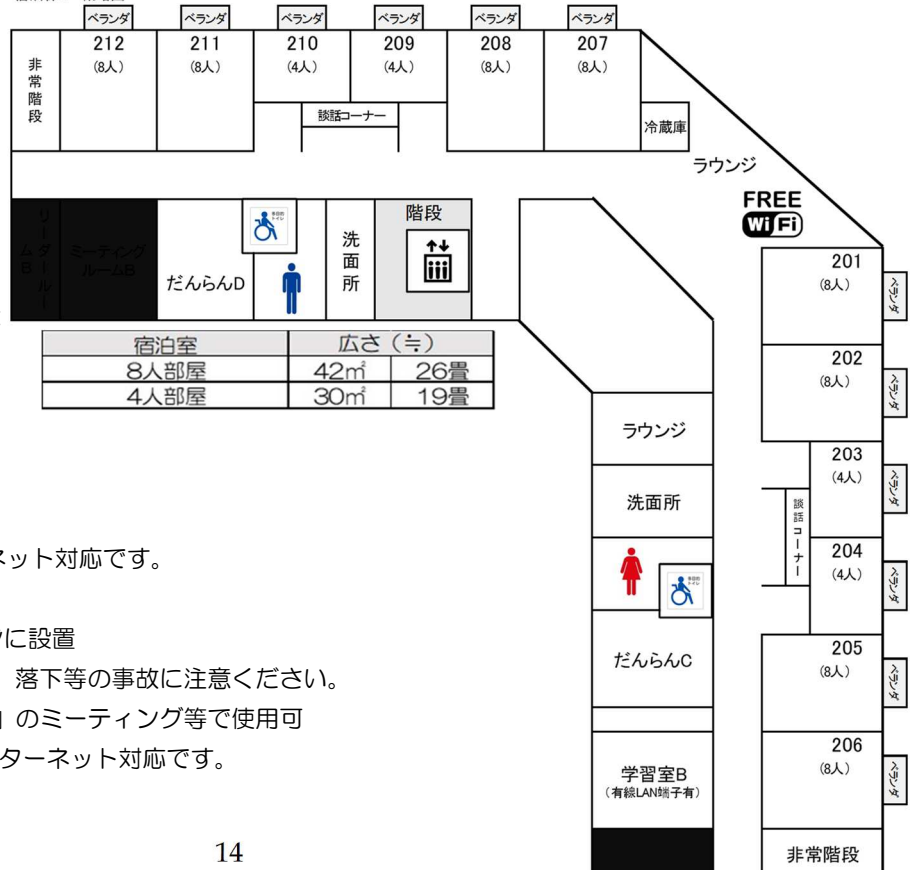 ベランダ
ベランダ
ベランダ
ベランダ
ベランダ
ベランダ
非常階段
212
(8人)
211
(8人)
210
(4人)
209
(4人)
208
(8人)
207
(8人)
談話コーナー
冷蔵庫
ラウンジ
FREE
Wi Fi
リーダールームB
ミーティング
ルームB
だんらんD
洗面所
階段
201
(8人)
ベランダ
202
(8人)
ベランダ
203
(4人)
ベランダ
談話コーナー
204
(4人)
ベランダ
205
(8人)
ベランダ
206
(8人)
ベランダ
非常階段
宿泊室 広さ(≒)
8人部屋 42㎡ 26畳
4人部屋 30㎡ 19畳
ラウンジ
洗面所
だんらんC
学習室B
(有線LAN端子有)
ネット対応です。
に設置
落下等の事故に注意ください。
のミーティング等で使用可
ターネット対応です。
14